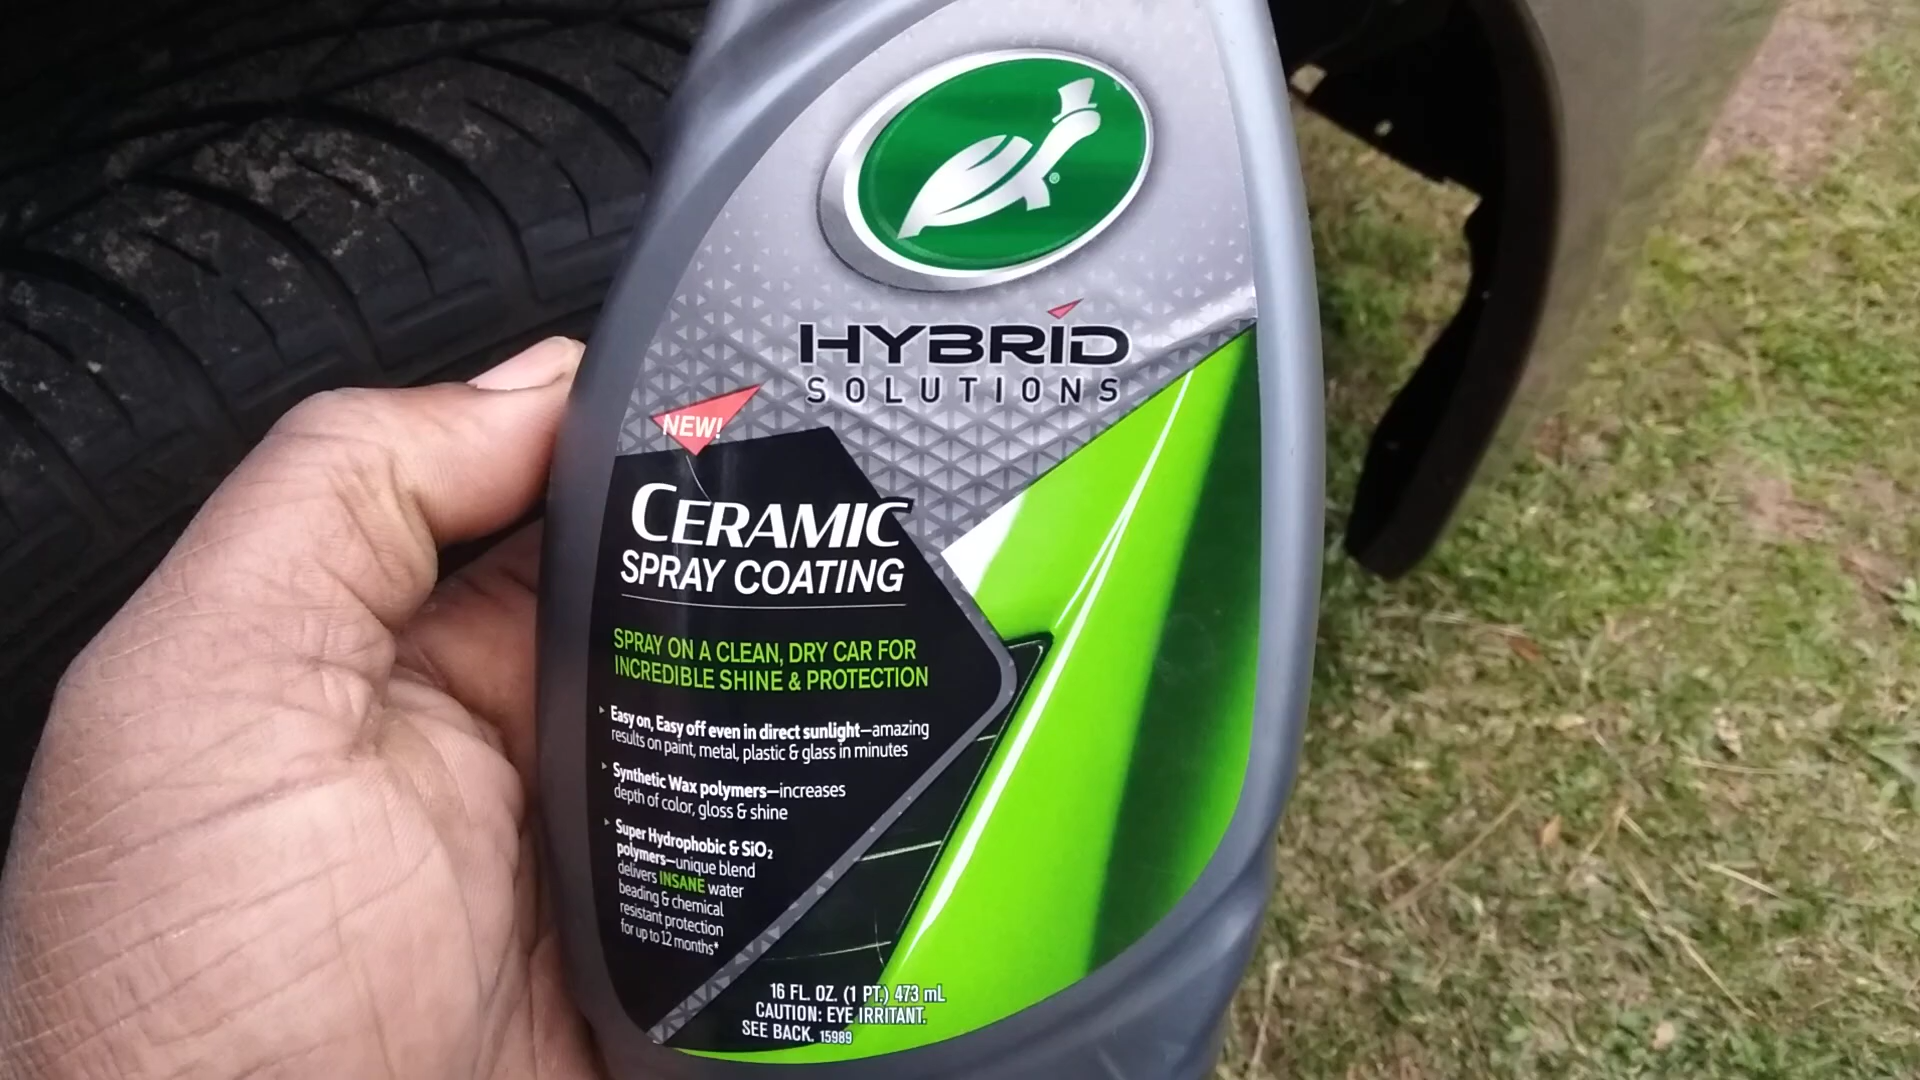 HYBRID
SOLUTIONS
NEW!
CERAMIC
SPRAY COATING
SPRAY ON A CLEAN, DRY CAR FOR
INCREDIBLE SHINE & PROTECTION
Easy on, Easy off even in direct sunlight—amazing
results on paint, metal, plastic & glass in minutes
Synthetic Wax polymers—increases
depth of color, gloss & shine
Super Hydrophobic & SiO₂
polymers—unique blend
delivers INSANE water
beading & chemical
resistant protection
for up to 12 months*
16 FL. OZ. (1 PT.) 473 mL
CAUTION: EYE IRRITANT.
SEE BACK. 15989